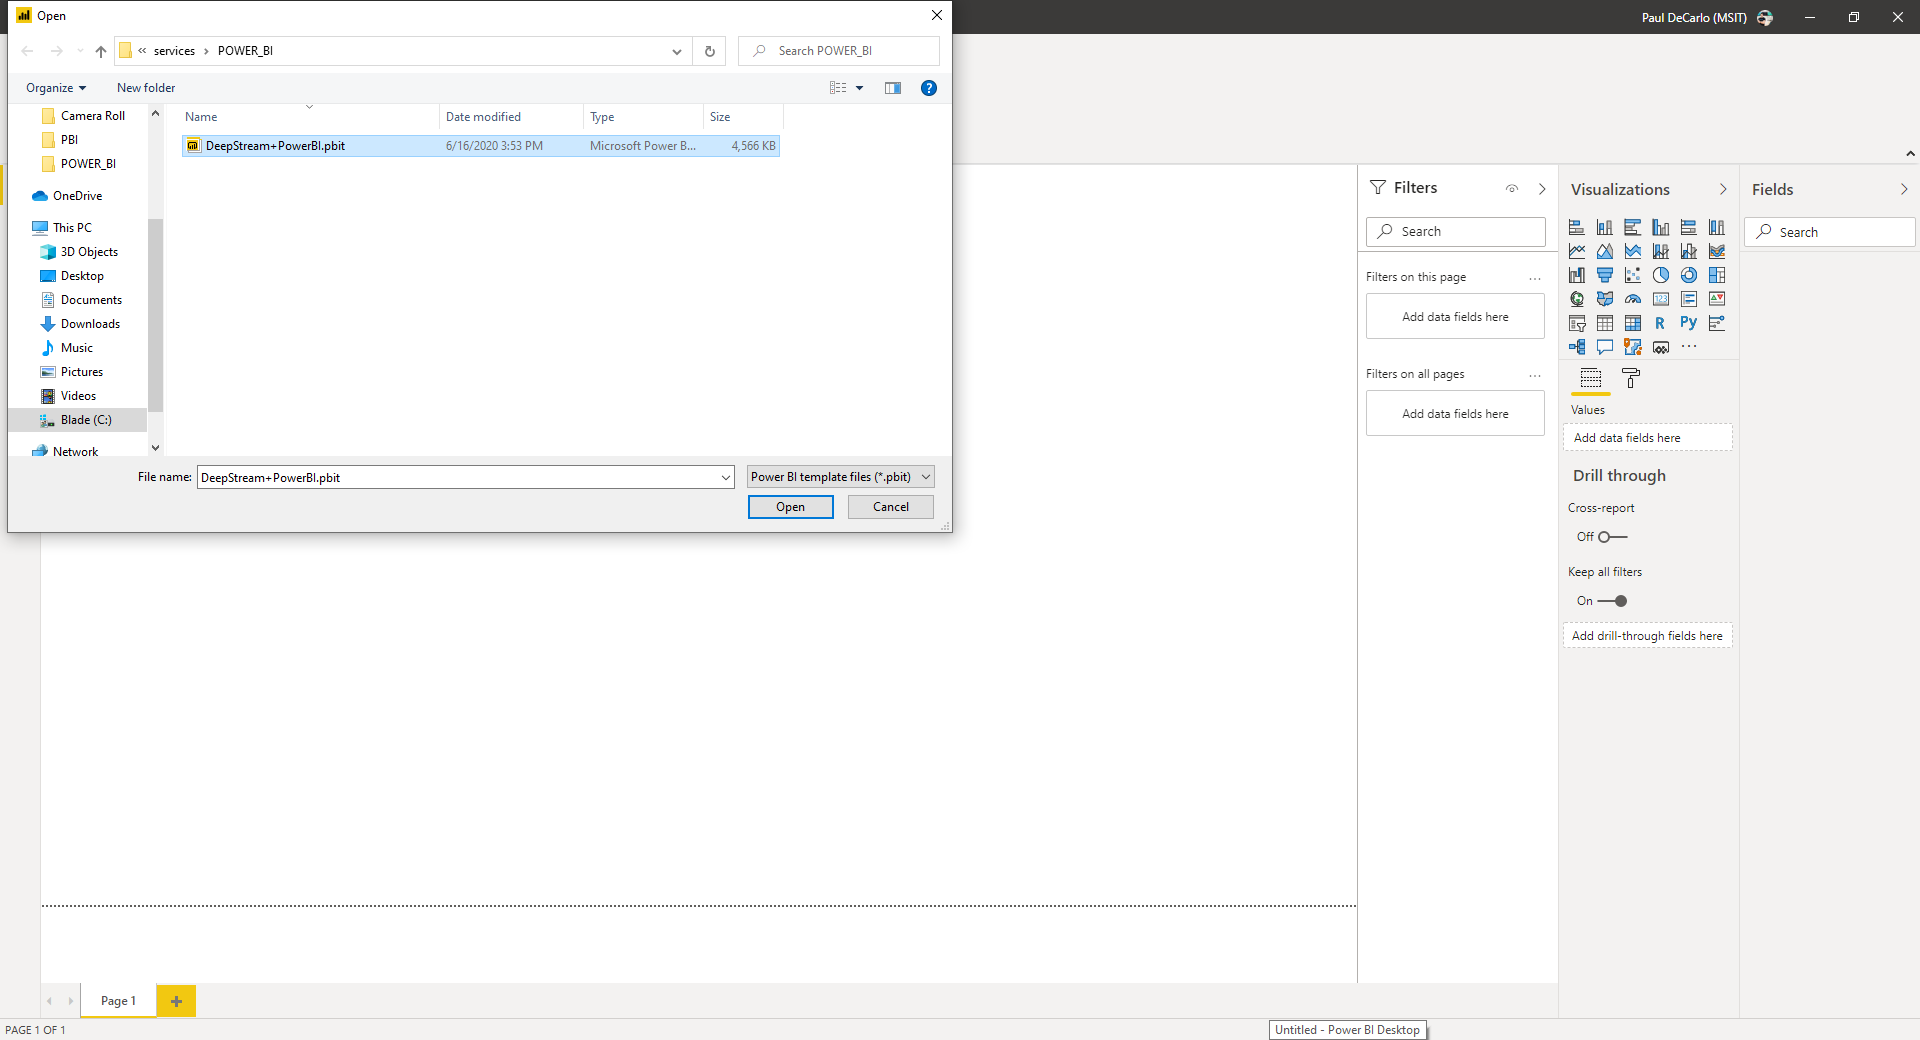 Open
Paul DeCarlo (MSIT)
« services > POWER_BI
Search POWER_BI
Organize
New folder
Camera Roll
PBI
POWER_BI
OneDrive
This PC
3D Objects
Desktop
Documents
Downloads
Music
Pictures
Videos
Blade (C:)
Network
Name Date modified Type Size
DeepStream+PowerBI.pbit 6/16/2020 3:53 PM Microsoft Power B... 4,566 KB
File name: DeepStream+PowerBI.pbit
Power BI template files (*.pbit)
Open
Cancel
Filters
Search
Filters on this page ...
Add data fields here
Filters on all pages ...
Add data fields here
Visualizations
123
R Py
...
Values
Add data fields here
Drill through
Cross-report
Off
Keep all filters
On
Add drill-through fields here
Fields
Search
Page 1
+
PAGE 1 OF 1
Untitled - Power BI Desktop